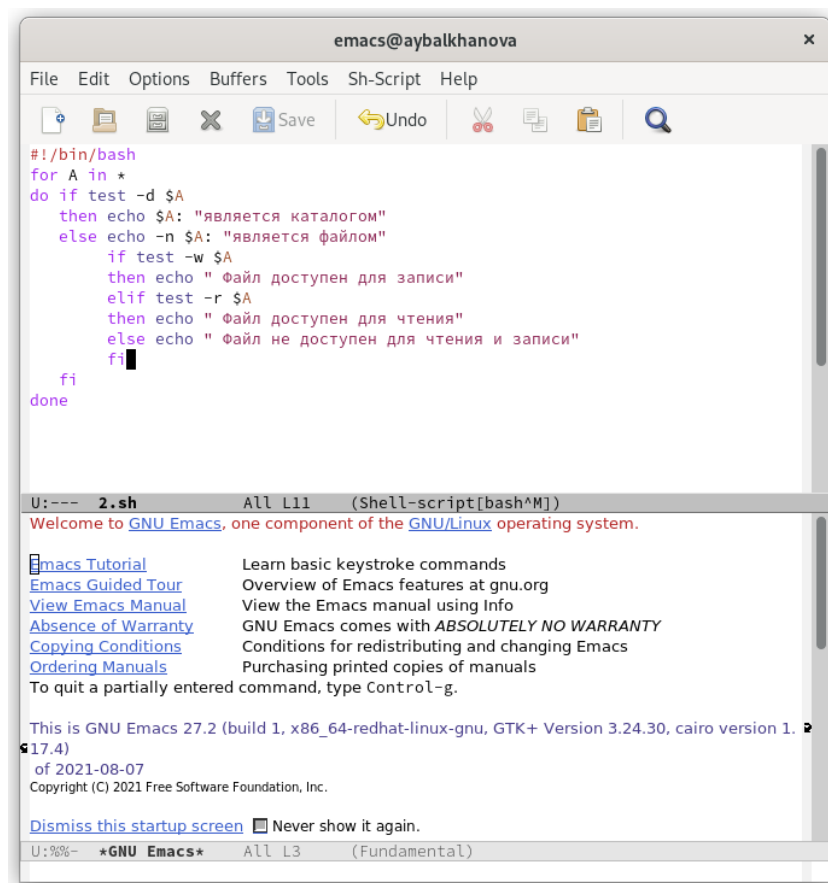 emacs@aybalkhanova ×
File Edit Options Buffers Tools Sh-Script Help
Save Undo
#!/bin/bash
for A in *
do if test -d $A
   then echo $A: "является каталогом"
   else echo -n $A: "является файлом"
        if test -w $A
        then echo " Файл доступен для записи"
        elif test -r $A
        then echo " Файл доступен для чтения"
        else echo " Файл не доступен для чтения и записи"
        fi
   fi
done
U:--- 2.sh All L11 (Shell-script[bash^M])
Welcome to GNU Emacs, one component of the GNU/Linux operating system.
Emacs Tutorial Learn basic keystroke commands
Emacs Guided Tour Overview of Emacs features at gnu.org
View Emacs Manual View the Emacs manual using Info
Absence of Warranty GNU Emacs comes with ABSOLUTELY NO WARRANTY
Copying Conditions Conditions for redistributing and changing Emacs
Ordering Manuals Purchasing printed copies of manuals
To quit a partially entered command, type Control-g.
This is GNU Emacs 27.2 (build 1, x86_64-redhat-linux-gnu, GTK+ Version 3.24.30, cairo version 1.
17.4)
 of 2021-08-07
Copyright (C) 2021 Free Software Foundation, Inc.
Dismiss this startup screen Never show it again.
U:%%- *GNU Emacs* All L3 (Fundamental)